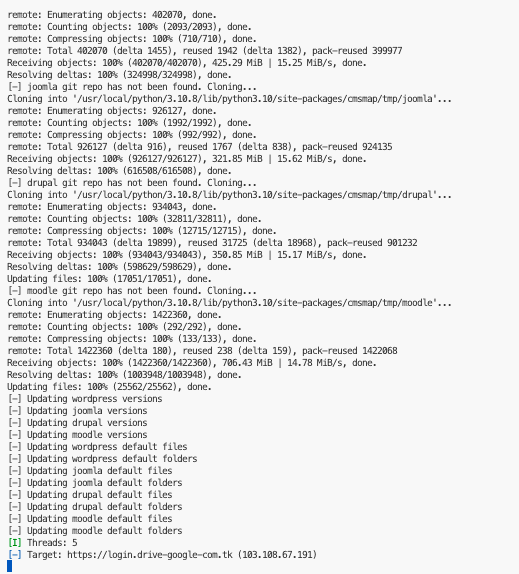 remote: Enumerating objects: 402070, done.
remote: Counting objects: 100% (2093/2093), done.
remote: Compressing objects: 100% (710/710), done.
remote: Total 402070 (delta 1455), reused 1942 (delta 1382), pack-reused 399977
Receiving objects: 100% (402070/402070), 425.29 MiB | 15.25 MiB/s, done.
Resolving deltas: 100% (324998/324998), done.
[-] joomla git repo has not been found. Cloning...
Cloning into '/usr/local/python/3.10.8/lib/python3.10/site-packages/cmsmap/tmp/joomla'...
remote: Enumerating objects: 926127, done.
remote: Counting objects: 100% (1992/1992), done.
remote: Compressing objects: 100% (992/992), done.
remote: Total 926127 (delta 916), reused 1767 (delta 838), pack-reused 924135
Receiving objects: 100% (926127/926127), 321.85 MiB | 15.62 MiB/s, done.
Resolving deltas: 100% (616508/616508), done.
[-] drupal git repo has not been found. Cloning...
Cloning into '/usr/local/python/3.10.8/lib/python3.10/site-packages/cmsmap/tmp/drupal'...
remote: Enumerating objects: 934043, done.
remote: Counting objects: 100% (32811/32811), done.
remote: Compressing objects: 100% (12715/12715), done.
remote: Total 934043 (delta 19899), reused 31725 (delta 18968), pack-reused 901232
Receiving objects: 100% (934043/934043), 350.85 MiB | 15.17 MiB/s, done.
Resolving deltas: 100% (598629/598629), done.
Updating files: 100% (17051/17051), done.
[-] moodle git repo has not been found. Cloning...
Cloning into '/usr/local/python/3.10.8/lib/python3.10/site-packages/cmsmap/tmp/moodle'...
remote: Enumerating objects: 1422360, done.
remote: Counting objects: 100% (292/292), done.
remote: Compressing objects: 100% (133/133), done.
remote: Total 1422360 (delta 180), reused 238 (delta 159), pack-reused 1422068
Receiving objects: 100% (1422360/1422360), 706.43 MiB | 14.78 MiB/s, done.
Resolving deltas: 100% (1003948/1003948), done.
Updating files: 100% (25562/25562), done.
[-] Updating wordpress versions
[-] Updating joomla versions
[-] Updating drupal versions
[-] Updating moodle versions
[-] Updating wordpress default files
[-] Updating wordpress default folders
[-] Updating joomla default files
[-] Updating joomla default folders
[-] Updating drupal default files
[-] Updating drupal default folders
[-] Updating moodle default files
[-] Updating moodle default folders
[I] Threads: 5
[-] Target: https://login.drive-google-com.tk (103.108.67.191)